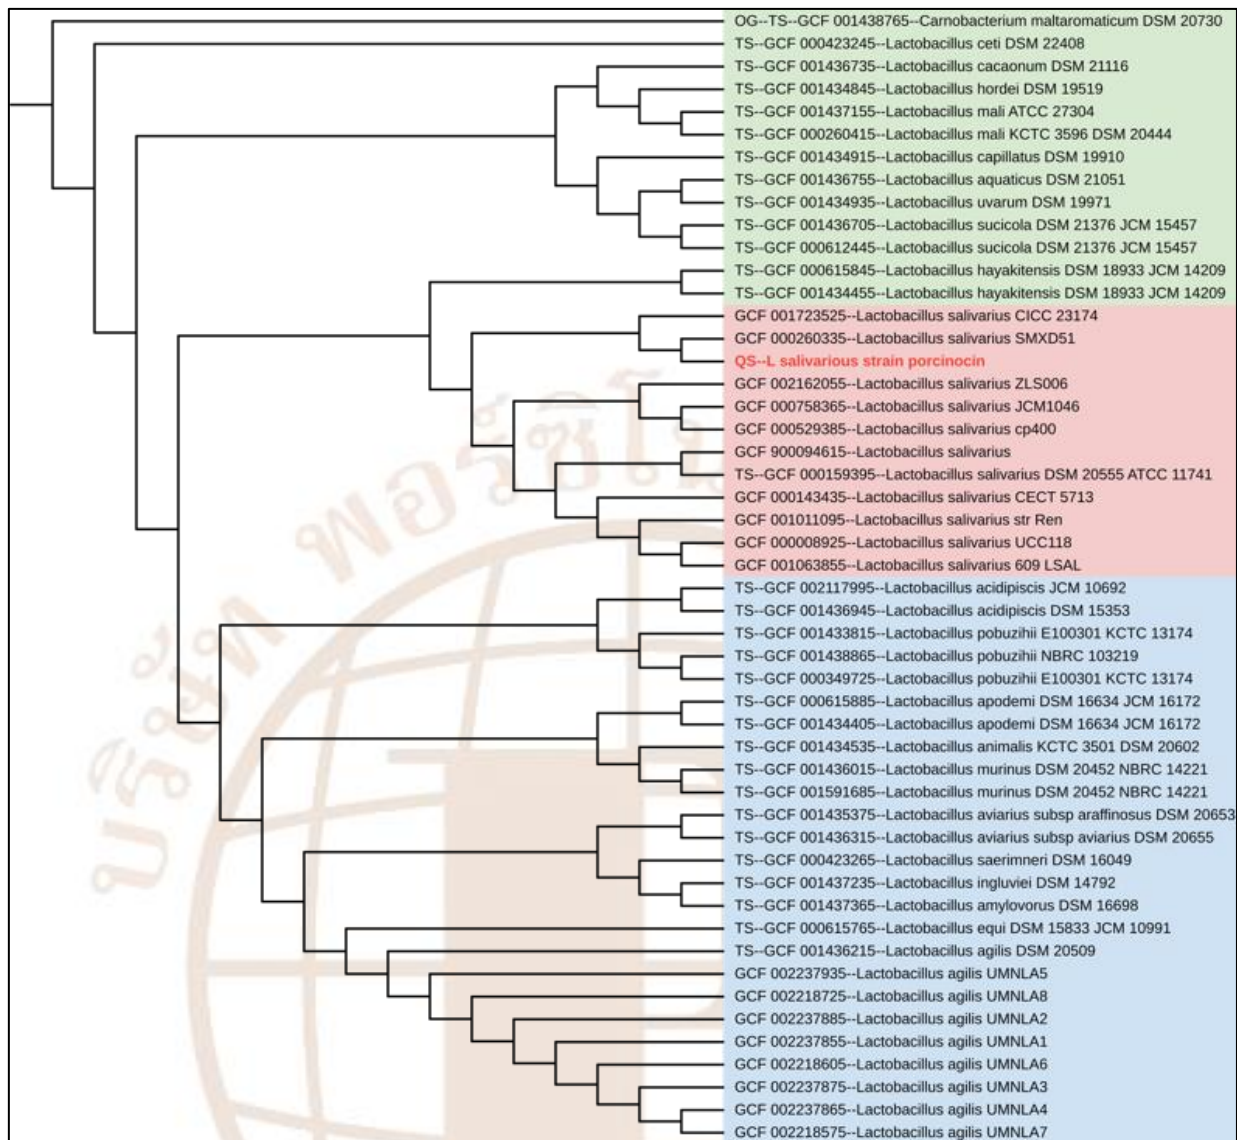 OG--TS--GCF 001438765--Carnobacterium maltaromaticum DSM 20730
TS--GCF 000423245--Lactobacillus ceti DSM 22408
TS--GCF 001436735--Lactobacillus cacaonum DSM 21116
TS--GCF 001434845--Lactobacillus hordei DSM 19519
TS--GCF 001437155--Lactobacillus mali ATCC 27304
TS--GCF 000260415--Lactobacillus mali KCTC 3596 DSM 20444
TS--GCF 001434915--Lactobacillus capillatus DSM 19910
TS--GCF 001436755--Lactobacillus aquaticus DSM 21051
TS--GCF 001434935--Lactobacillus uvarum DSM 19971
TS--GCF 001436705--Lactobacillus sucicola DSM 21376 JCM 15457
TS--GCF 000612445--Lactobacillus sucicola DSM 21376 JCM 15457
TS--GCF 000615845--Lactobacillus hayakitensis DSM 18933 JCM 14209
TS--GCF 001434455--Lactobacillus hayakitensis DSM 18933 JCM 14209
GCF 001723525--Lactobacillus salivarius CICC 23174
GCF 000260335--Lactobacillus salivarius SMXD51
QS--L salivarious strain porcinocin
GCF 002162055--Lactobacillus salivarius ZLS006
GCF 000758365--Lactobacillus salivarius JCM1046
GCF 000529385--Lactobacillus salivarius cp400
GCF 900094615--Lactobacillus salivarius
TS--GCF 000159395--Lactobacillus salivarius DSM 20555 ATCC 11741
GCF 000143435--Lactobacillus salivarius CECT 5713
GCF 001011095--Lactobacillus salivarius str Ren
GCF 000008925--Lactobacillus salivarius UCC118
GCF 001063855--Lactobacillus salivarius 609 LSAL
TS--GCF 002117995--Lactobacillus acidipiscis JCM 10692
TS--GCF 001436945--Lactobacillus acidipiscis DSM 15353
TS--GCF 001433815--Lactobacillus pobuzihii E100301 KCTC 13174
TS--GCF 001438865--Lactobacillus pobuzihii NBRC 103219
TS--GCF 000349725--Lactobacillus pobuzihii E100301 KCTC 13174
TS--GCF 000615885--Lactobacillus apodemi DSM 16634 JCM 16172
TS--GCF 001434405--Lactobacillus apodemi DSM 16634 JCM 16172
TS--GCF 001434535--Lactobacillus animalis KCTC 3501 DSM 20602
TS--GCF 001436015--Lactobacillus murinus DSM 20452 NBRC 14221
TS--GCF 001591685--Lactobacillus murinus DSM 20452 NBRC 14221
TS--GCF 001435375--Lactobacillus aviarius subsp araffinosus DSM 20653
TS--GCF 001436315--Lactobacillus aviarius subsp aviarius DSM 20655
TS--GCF 000423265--Lactobacillus saerimneri DSM 16049
TS--GCF 001437235--Lactobacillus ingluviei DSM 14792
TS--GCF 001437365--Lactobacillus amylovorus DSM 16698
TS--GCF 000615765--Lactobacillus equi DSM 15833 JCM 10991
TS--GCF 001436215--Lactobacillus agilis DSM 20509
GCF 002237935--Lactobacillus agilis UMNLA5
GCF 002218725--Lactobacillus agilis UMNLA8
GCF 002237885--Lactobacillus agilis UMNLA2
GCF 002237855--Lactobacillus agilis UMNLA1
GCF 002218605--Lactobacillus agilis UMNLA6
GCF 002237875--Lactobacillus agilis UMNLA3
GCF 002237865--Lactobacillus agilis UMNLA4
GCF 002218575--Lactobacillus agilis UMNLA7
บริษัท